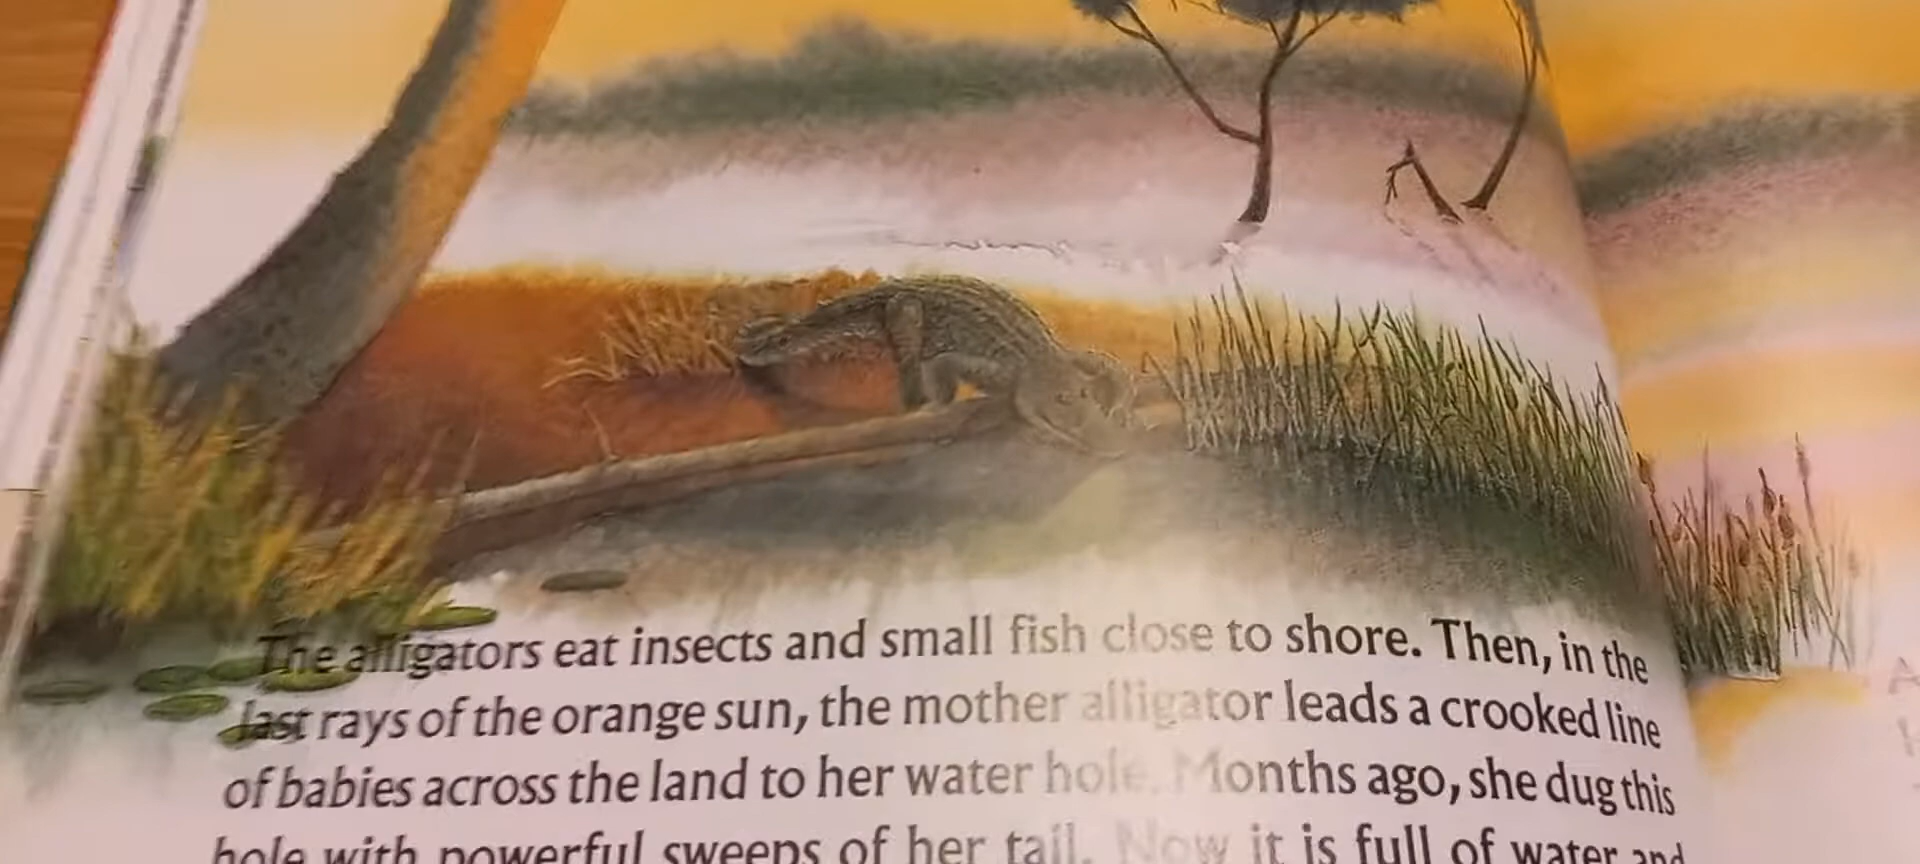 The alligators eat insects and small fish close to shore. Then, in the
last rays of the orange sun, the mother alligator leads a crooked line
of babies across the land to her water hole. Months ago, she dug this
hole with powerful sweeps of her tail. Now it is full of water and